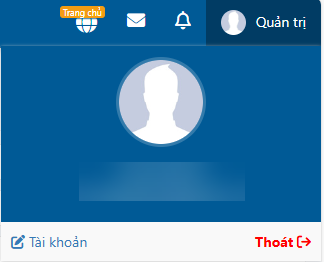 Trang chủ
Quản trị
Tài khoản
Thoát